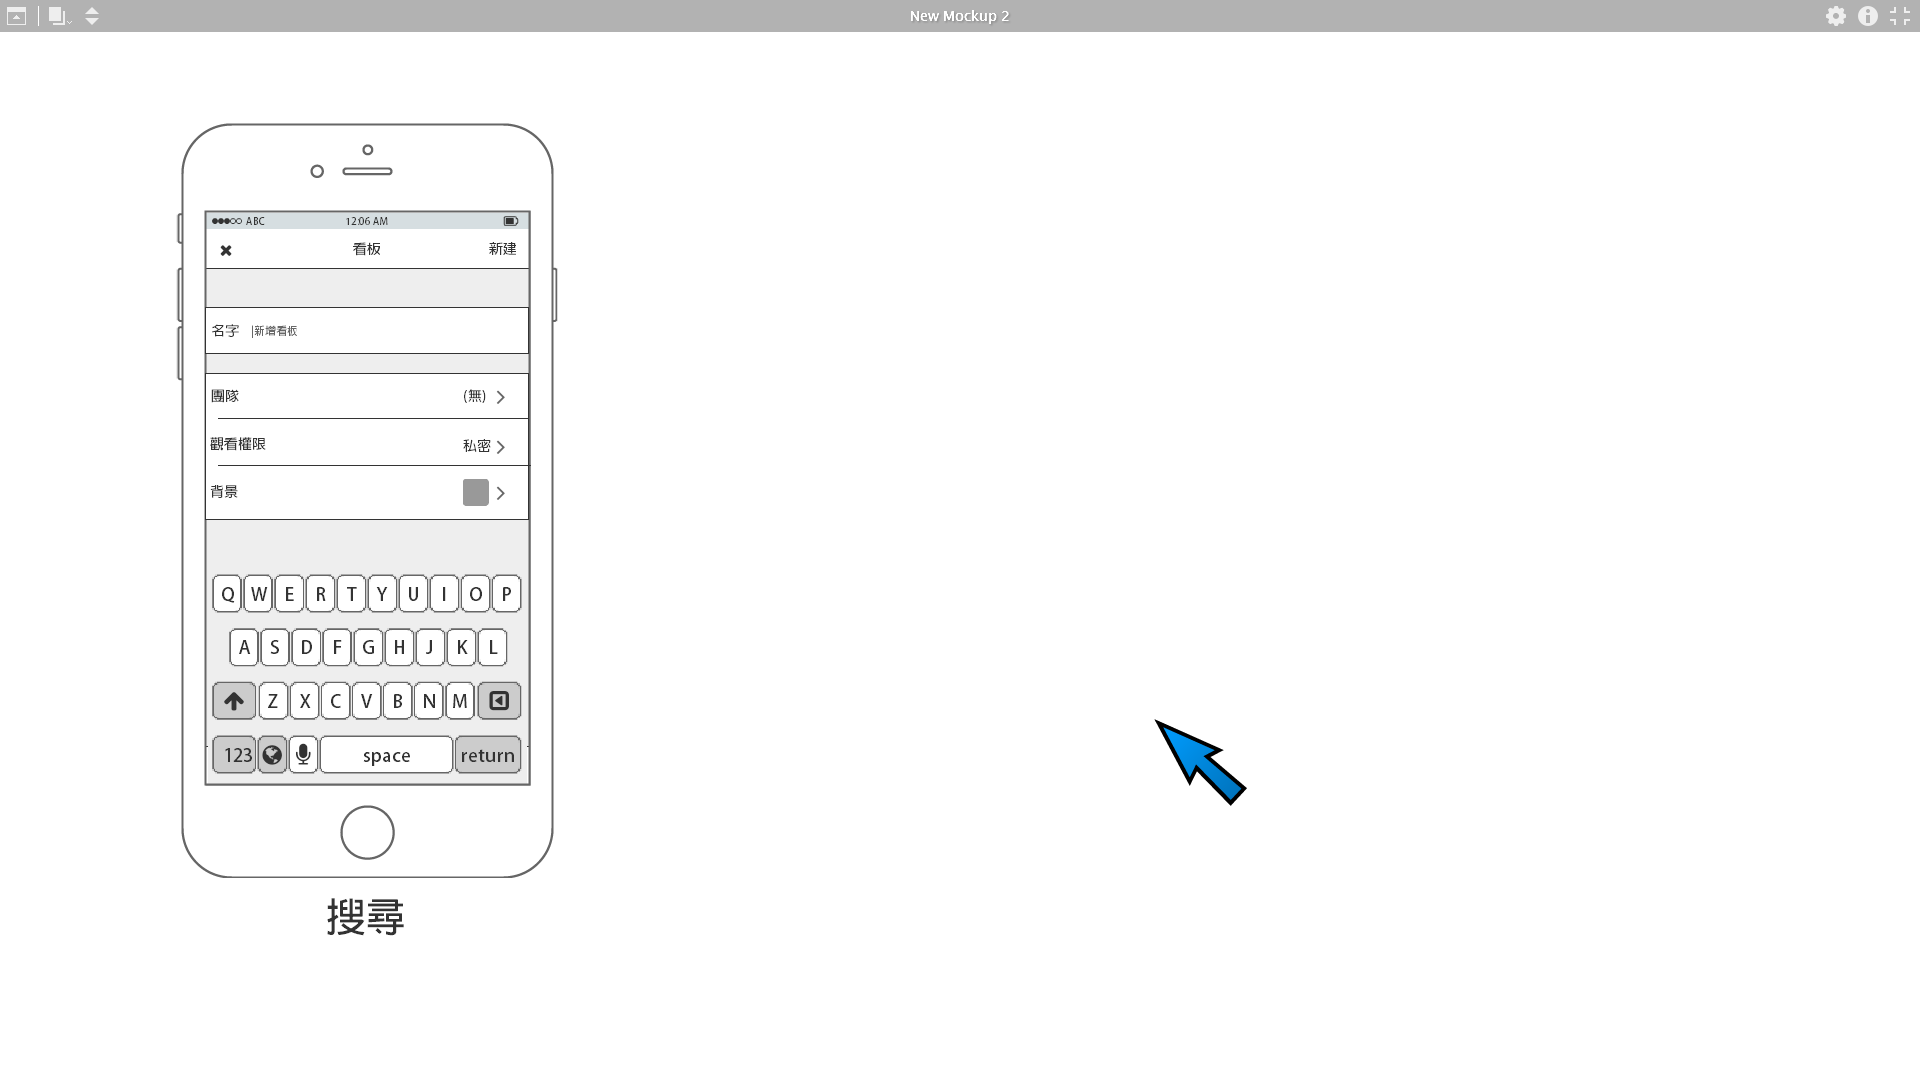 New Mockup 2
ABC 12:06 AM
看板 新建
名字 新增看板
團隊 (無)
觀看權限 私密
背景
Q W E R T Y U I O P
A S D F G H J K L
Z X C V B N M
123 space return
搜尋